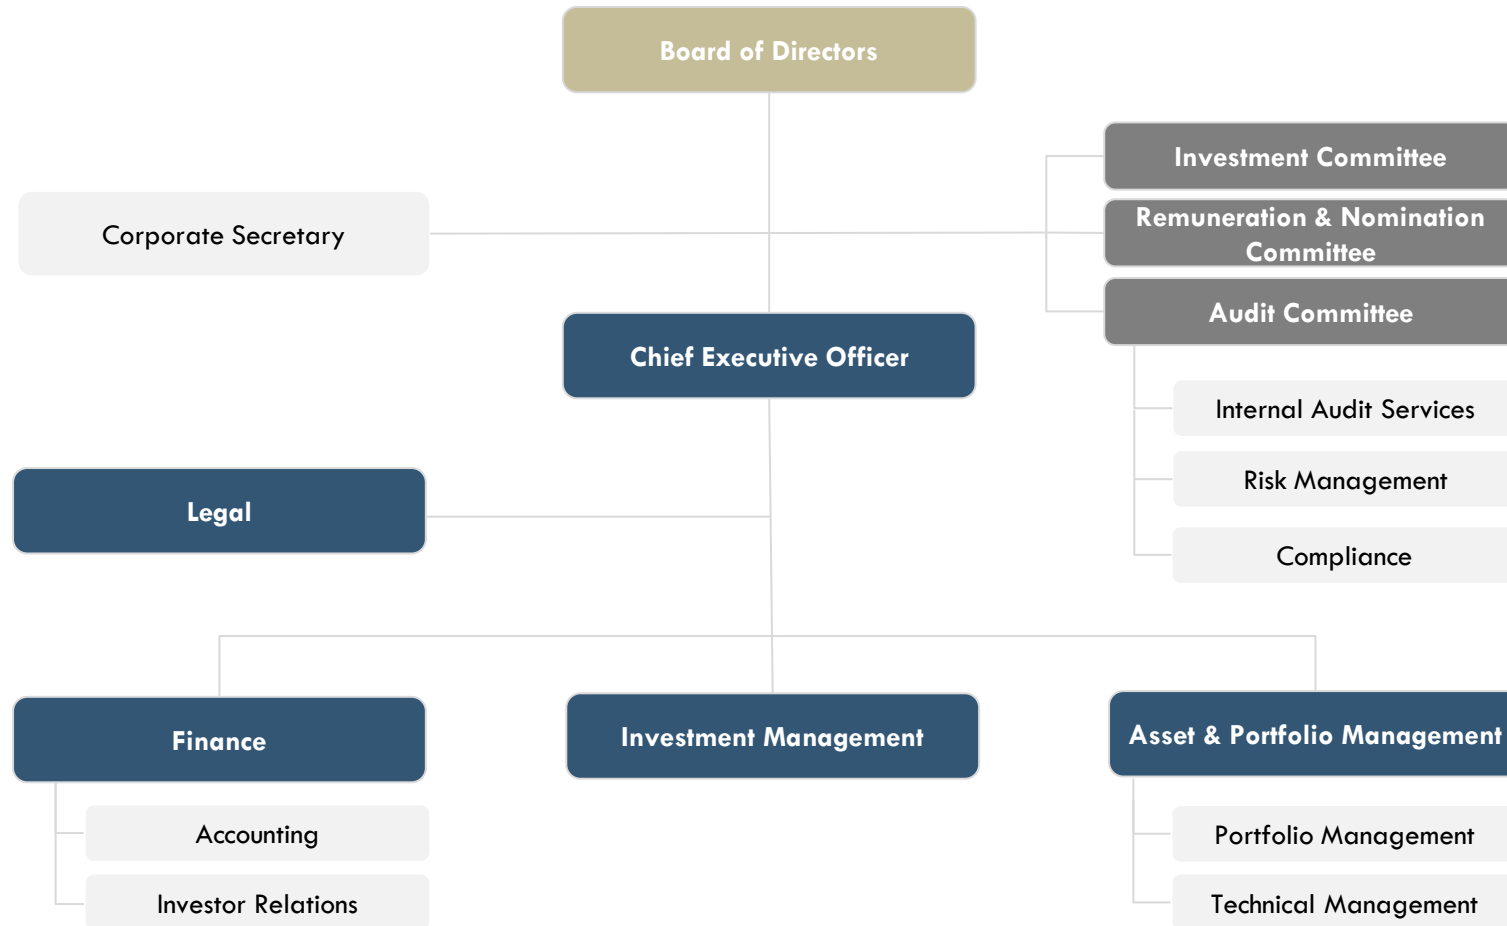 Board of Directors
Investment Committee
Corporate Secretary
Remuneration & Nomination
Committee
Audit Committee
Chief Executive Officer
Internal Audit Services
Risk Management
Legal
Compliance
Finance
Investment Management
Asset & Portfolio Management
Accounting
Portfolio Management
Investor Relations
Technical Management